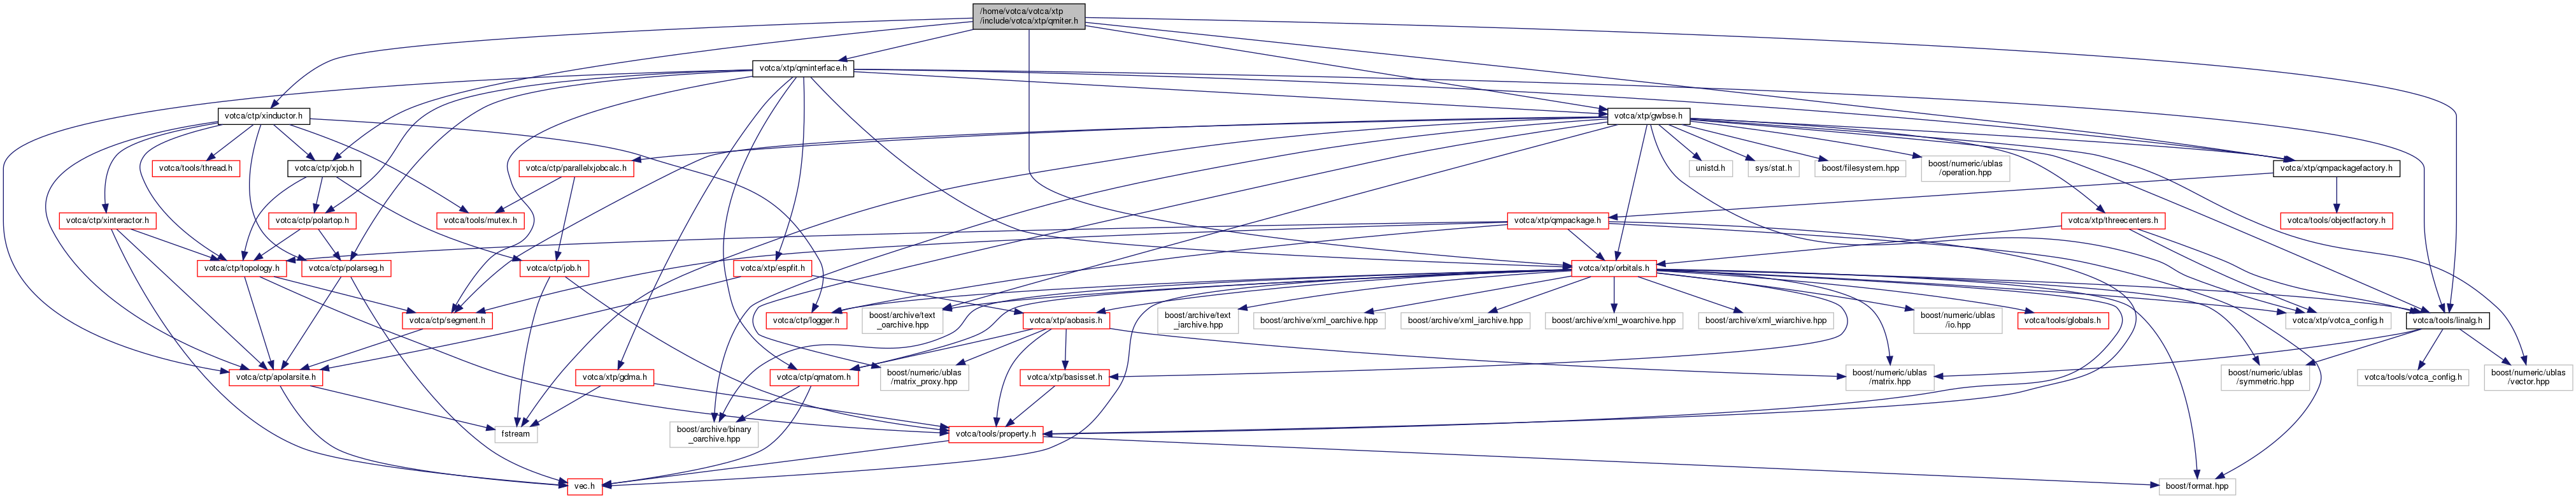 /home/votca/votca/xtp
/include/votca/xtp/qmiter.h
votca/xtp/qminterface.h
votca/ctp/xinductor.h
votca/xtp/gwbse.h
votca/tools/thread.h
votca/ctp/xjob.h
votca/ctp/parallelxjobcalc.h
unistd.h
sys/stat.h
boost/filesystem.hpp
boost/numeric/ublas
/operation.hpp
votca/xtp/qmpackagefactory.h
votca/ctp/xinteractor.h
votca/ctp/polartop.h
votca/tools/mutex.h
votca/xtp/qmpackage.h
votca/xtp/threecenters.h
votca/tools/objectfactory.h
votca/ctp/topology.h
votca/ctp/polarseg.h
votca/ctp/job.h
votca/xtp/espfit.h
votca/xtp/orbitals.h
votca/ctp/segment.h
votca/ctp/logger.h
boost/archive/text
_oarchive.hpp
votca/xtp/aobasis.h
boost/archive/text
_iarchive.hpp
boost/archive/xml_oarchive.hpp
boost/archive/xml_iarchive.hpp
boost/archive/xml_woarchive.hpp
boost/archive/xml_wiarchive.hpp
boost/numeric/ublas
/io.hpp
votca/tools/globals.h
votca/xtp/votca_config.h
votca/tools/linalg.h
votca/ctp/apolarsite.h
votca/xtp/gdma.h
votca/ctp/qmatom.h
boost/numeric/ublas
/matrix_proxy.hpp
votca/xtp/basisset.h
boost/numeric/ublas
/matrix.hpp
boost/numeric/ublas
/symmetric.hpp
votca/tools/votca_config.h
boost/numeric/ublas
/vector.hpp
fstream
boost/archive/binary
_oarchive.hpp
votca/tools/property.h
vec.h
boost/format.hpp